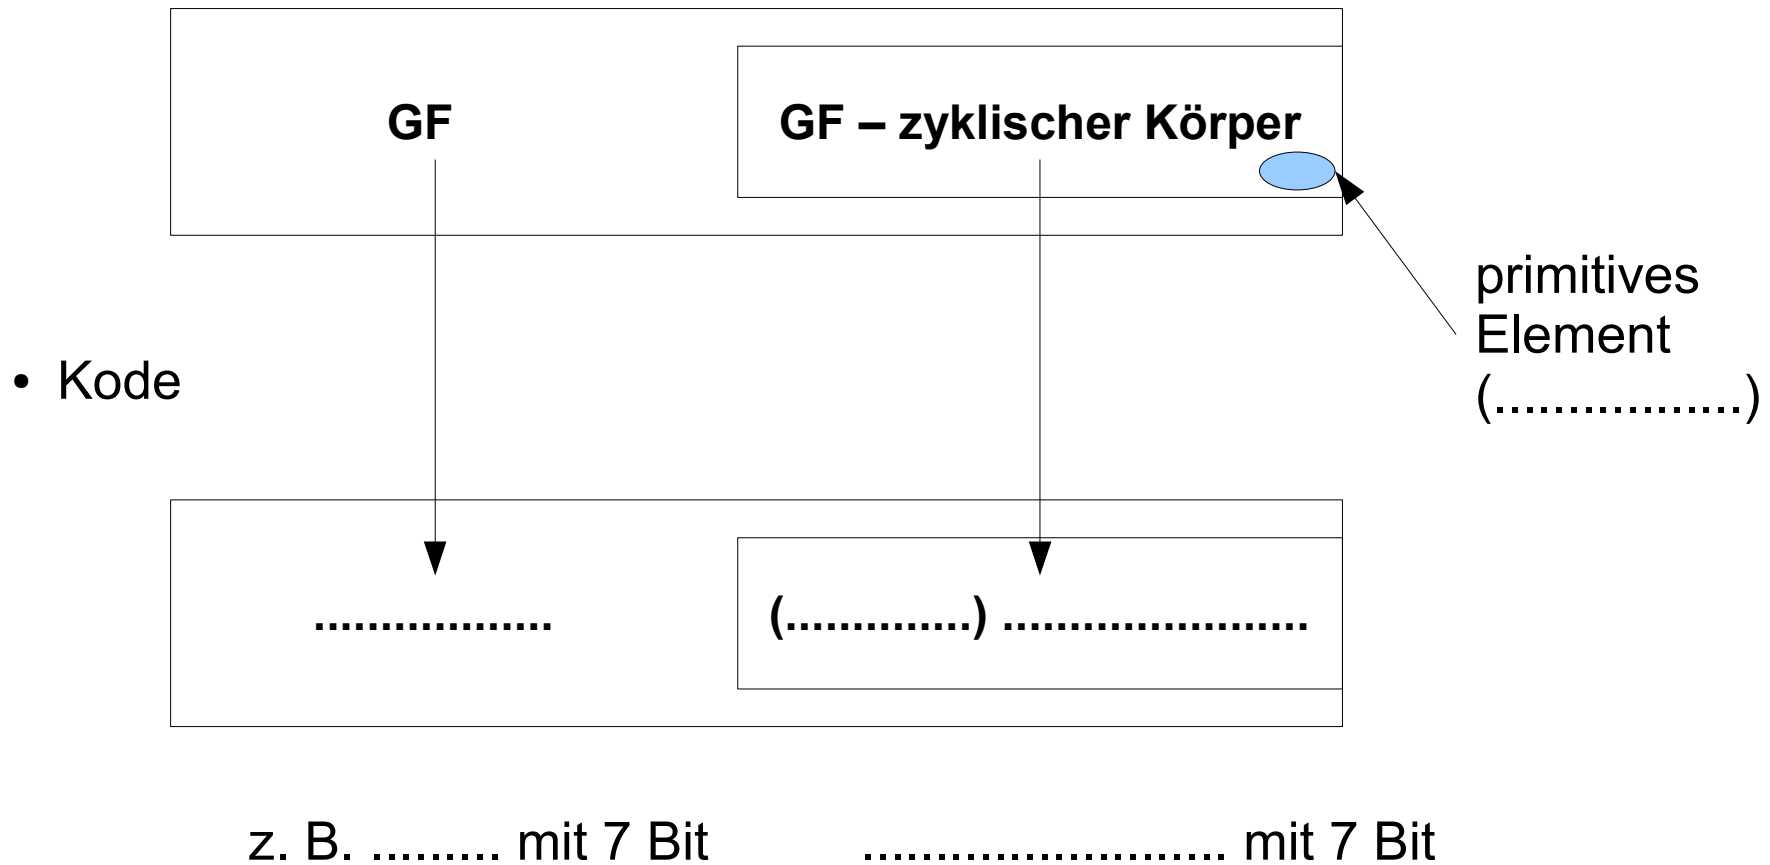 GF
GF – zyklischer Körper
primitives
Element
(.................)
• Kode
..................
(..............) .......................
z. B. ......... mit 7 Bit
......................... mit 7 Bit